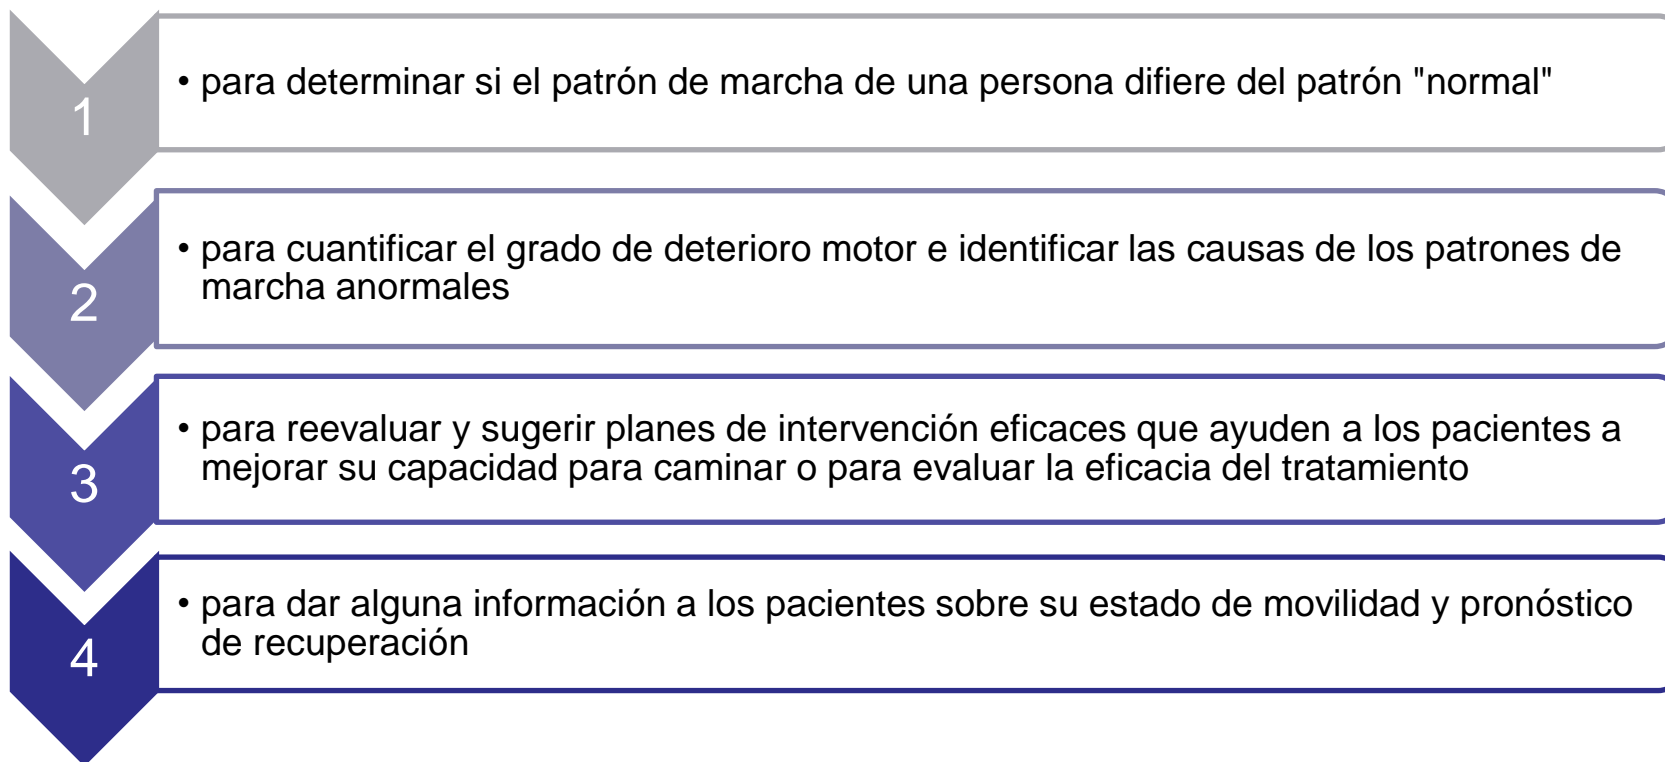 1
• para determinar si el patrón de marcha de una persona difiere del patrón "normal"
2
• para cuantificar el grado de deterioro motor e identificar las causas de los patrones de
marcha anormales
3
• para reevaluar y sugerir planes de intervención eficaces que ayuden a los pacientes a
mejorar su capacidad para caminar o para evaluar la eficacia del tratamiento
4
• para dar alguna información a los pacientes sobre su estado de movilidad y pronóstico
de recuperación